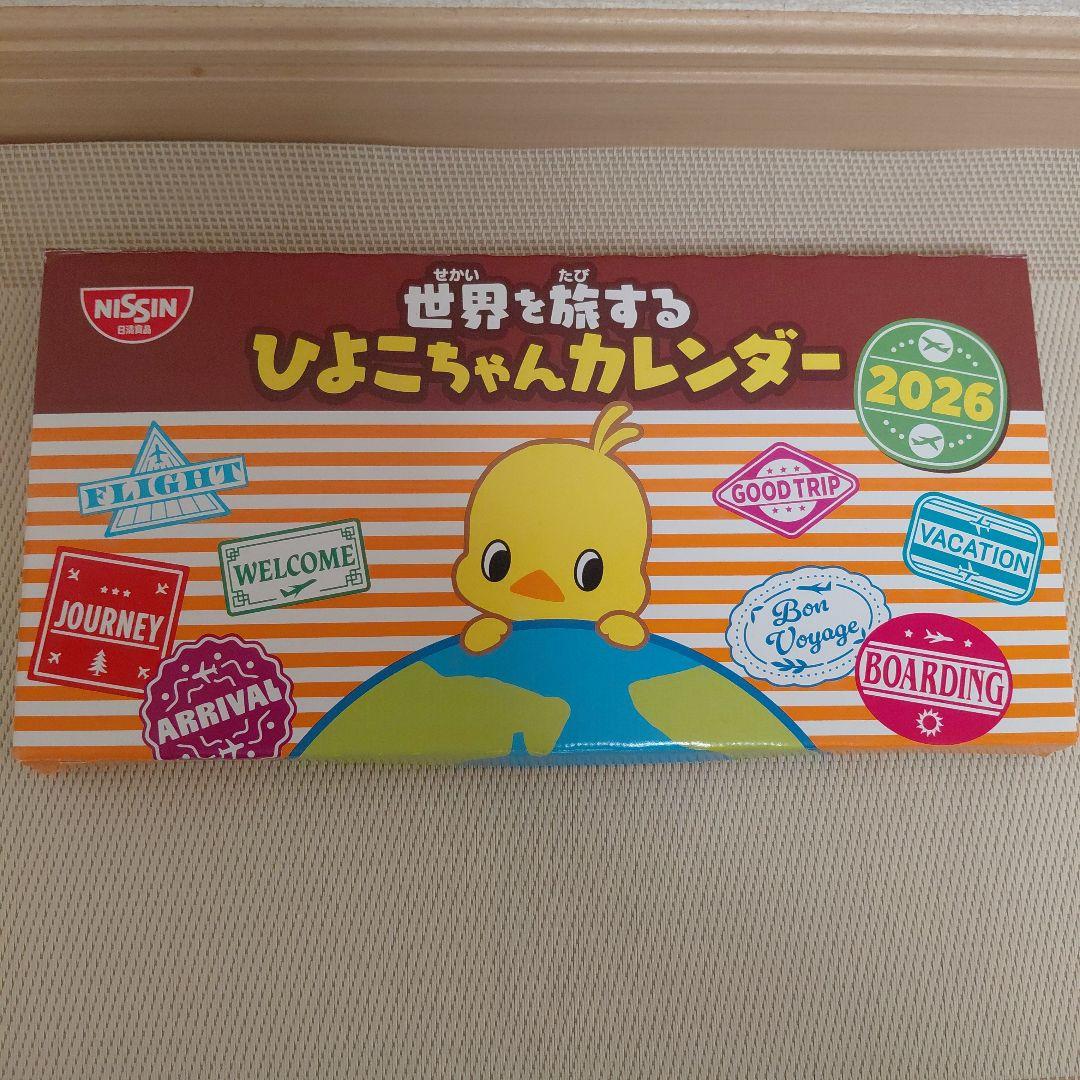 NISSIN
日清食品
せかい たび
世界を旅する
ひよこちゃんカレンダー
2026
FLIGHT
WELCOME
JOURNEY
ARRIVAL
GOOD TRIP
VACATION
Bon
Voyage
BOARDING